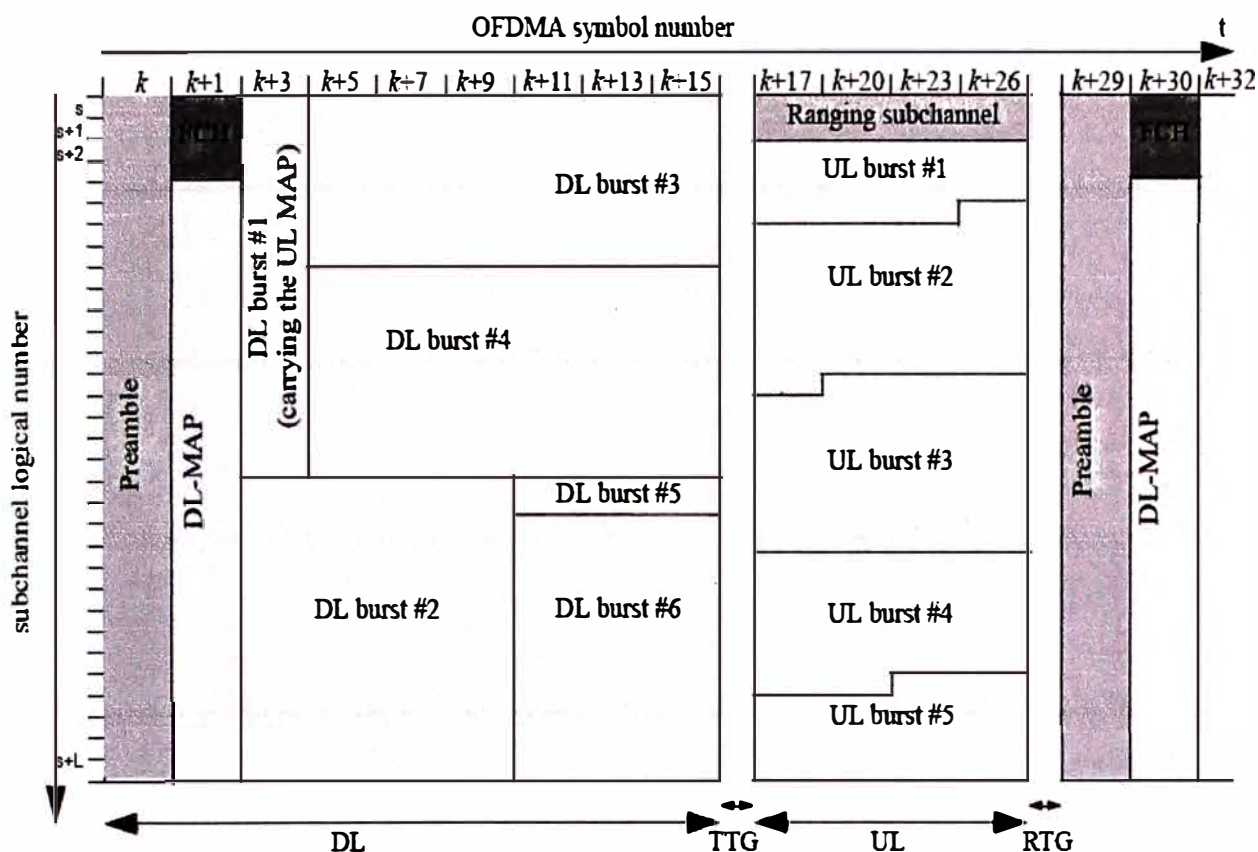 OFDMA symbol number
t
k k+1 k+3 k+5 k+7 k+9 k+11 k+13 k+15 k+17 k+20 k+23 k+26 k+29 k+30 k+32
s
s+1
s+2
s+L
subchannel logical number
Preamble
FCH
DL-MAP
DL burst #1
(carrying the UL MAP)
DL burst #3
DL burst #4
DL burst #5
DL burst #2
DL burst #6
Ranging subchannel
UL burst #1
UL burst #2
UL burst #3
UL burst #4
UL burst #5
Preamble
FCH
DL-MAP
DL
TTG
UL
RTG